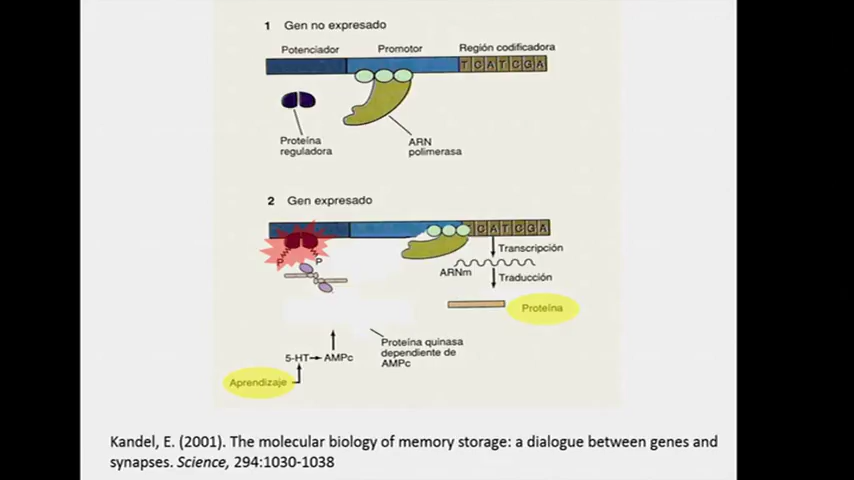 1 Gen no expresado
Potenciador Promotor Región codificadora
T C A T C G A
Proteína
reguladora
ARN
polimerasa
2 Gen expresado
C A T C G A
P P
Transcripción
ARNm
Traducción
Proteína
Proteína quinasa
dependiente de
AMPc
5-HT AMPc
Aprendizaje
Kandel, E. (2001). The molecular biology of memory storage: a dialogue between genes and
synapses. Science, 294:1030-1038